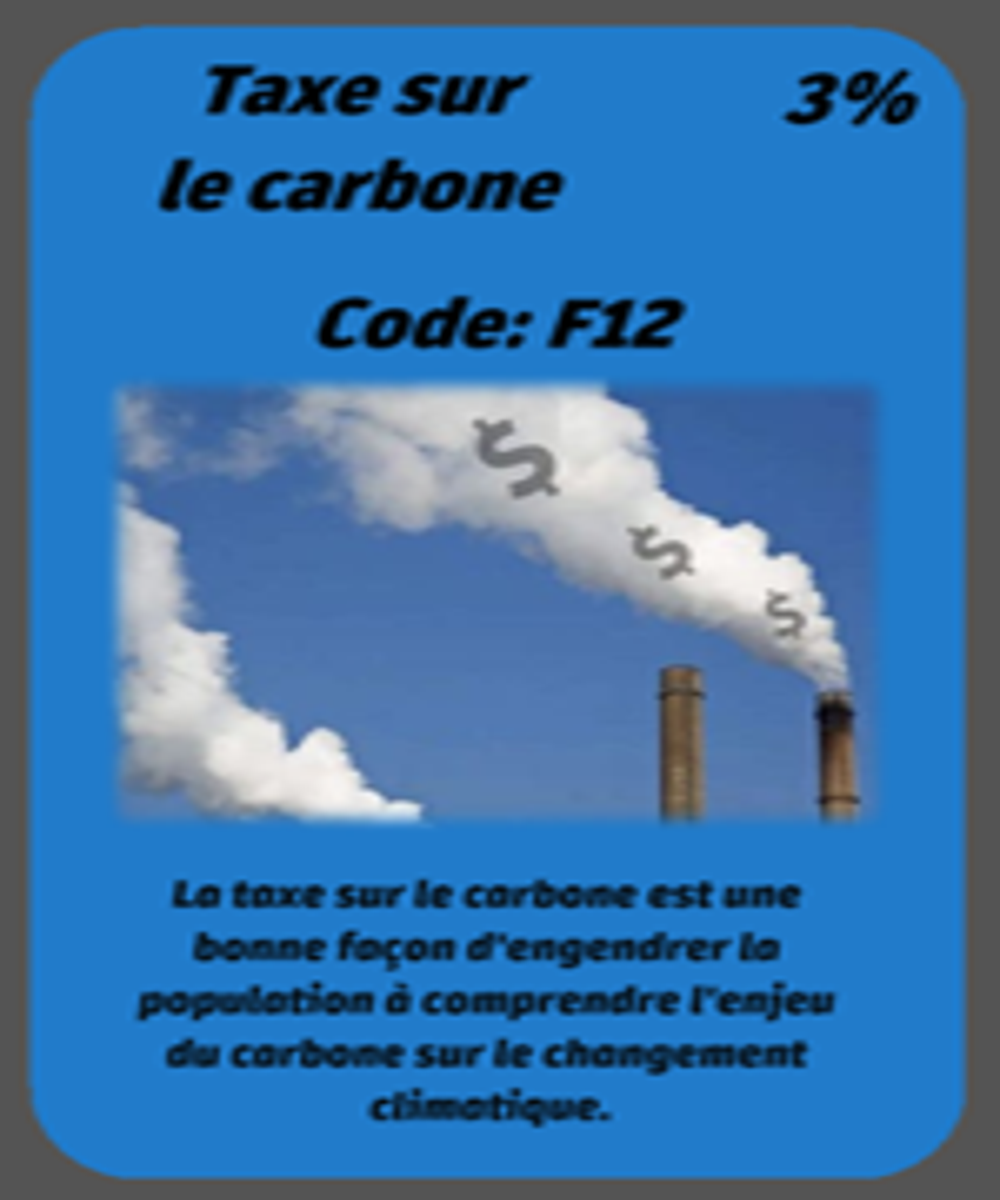 Taxe sur
le carbone
3%
Code: F12
$
$
$
La taxe sur le carbone est une
bonne façon d'engendrer la
population à comprendre l'enjeu
du carbone sur le changement
climatique.